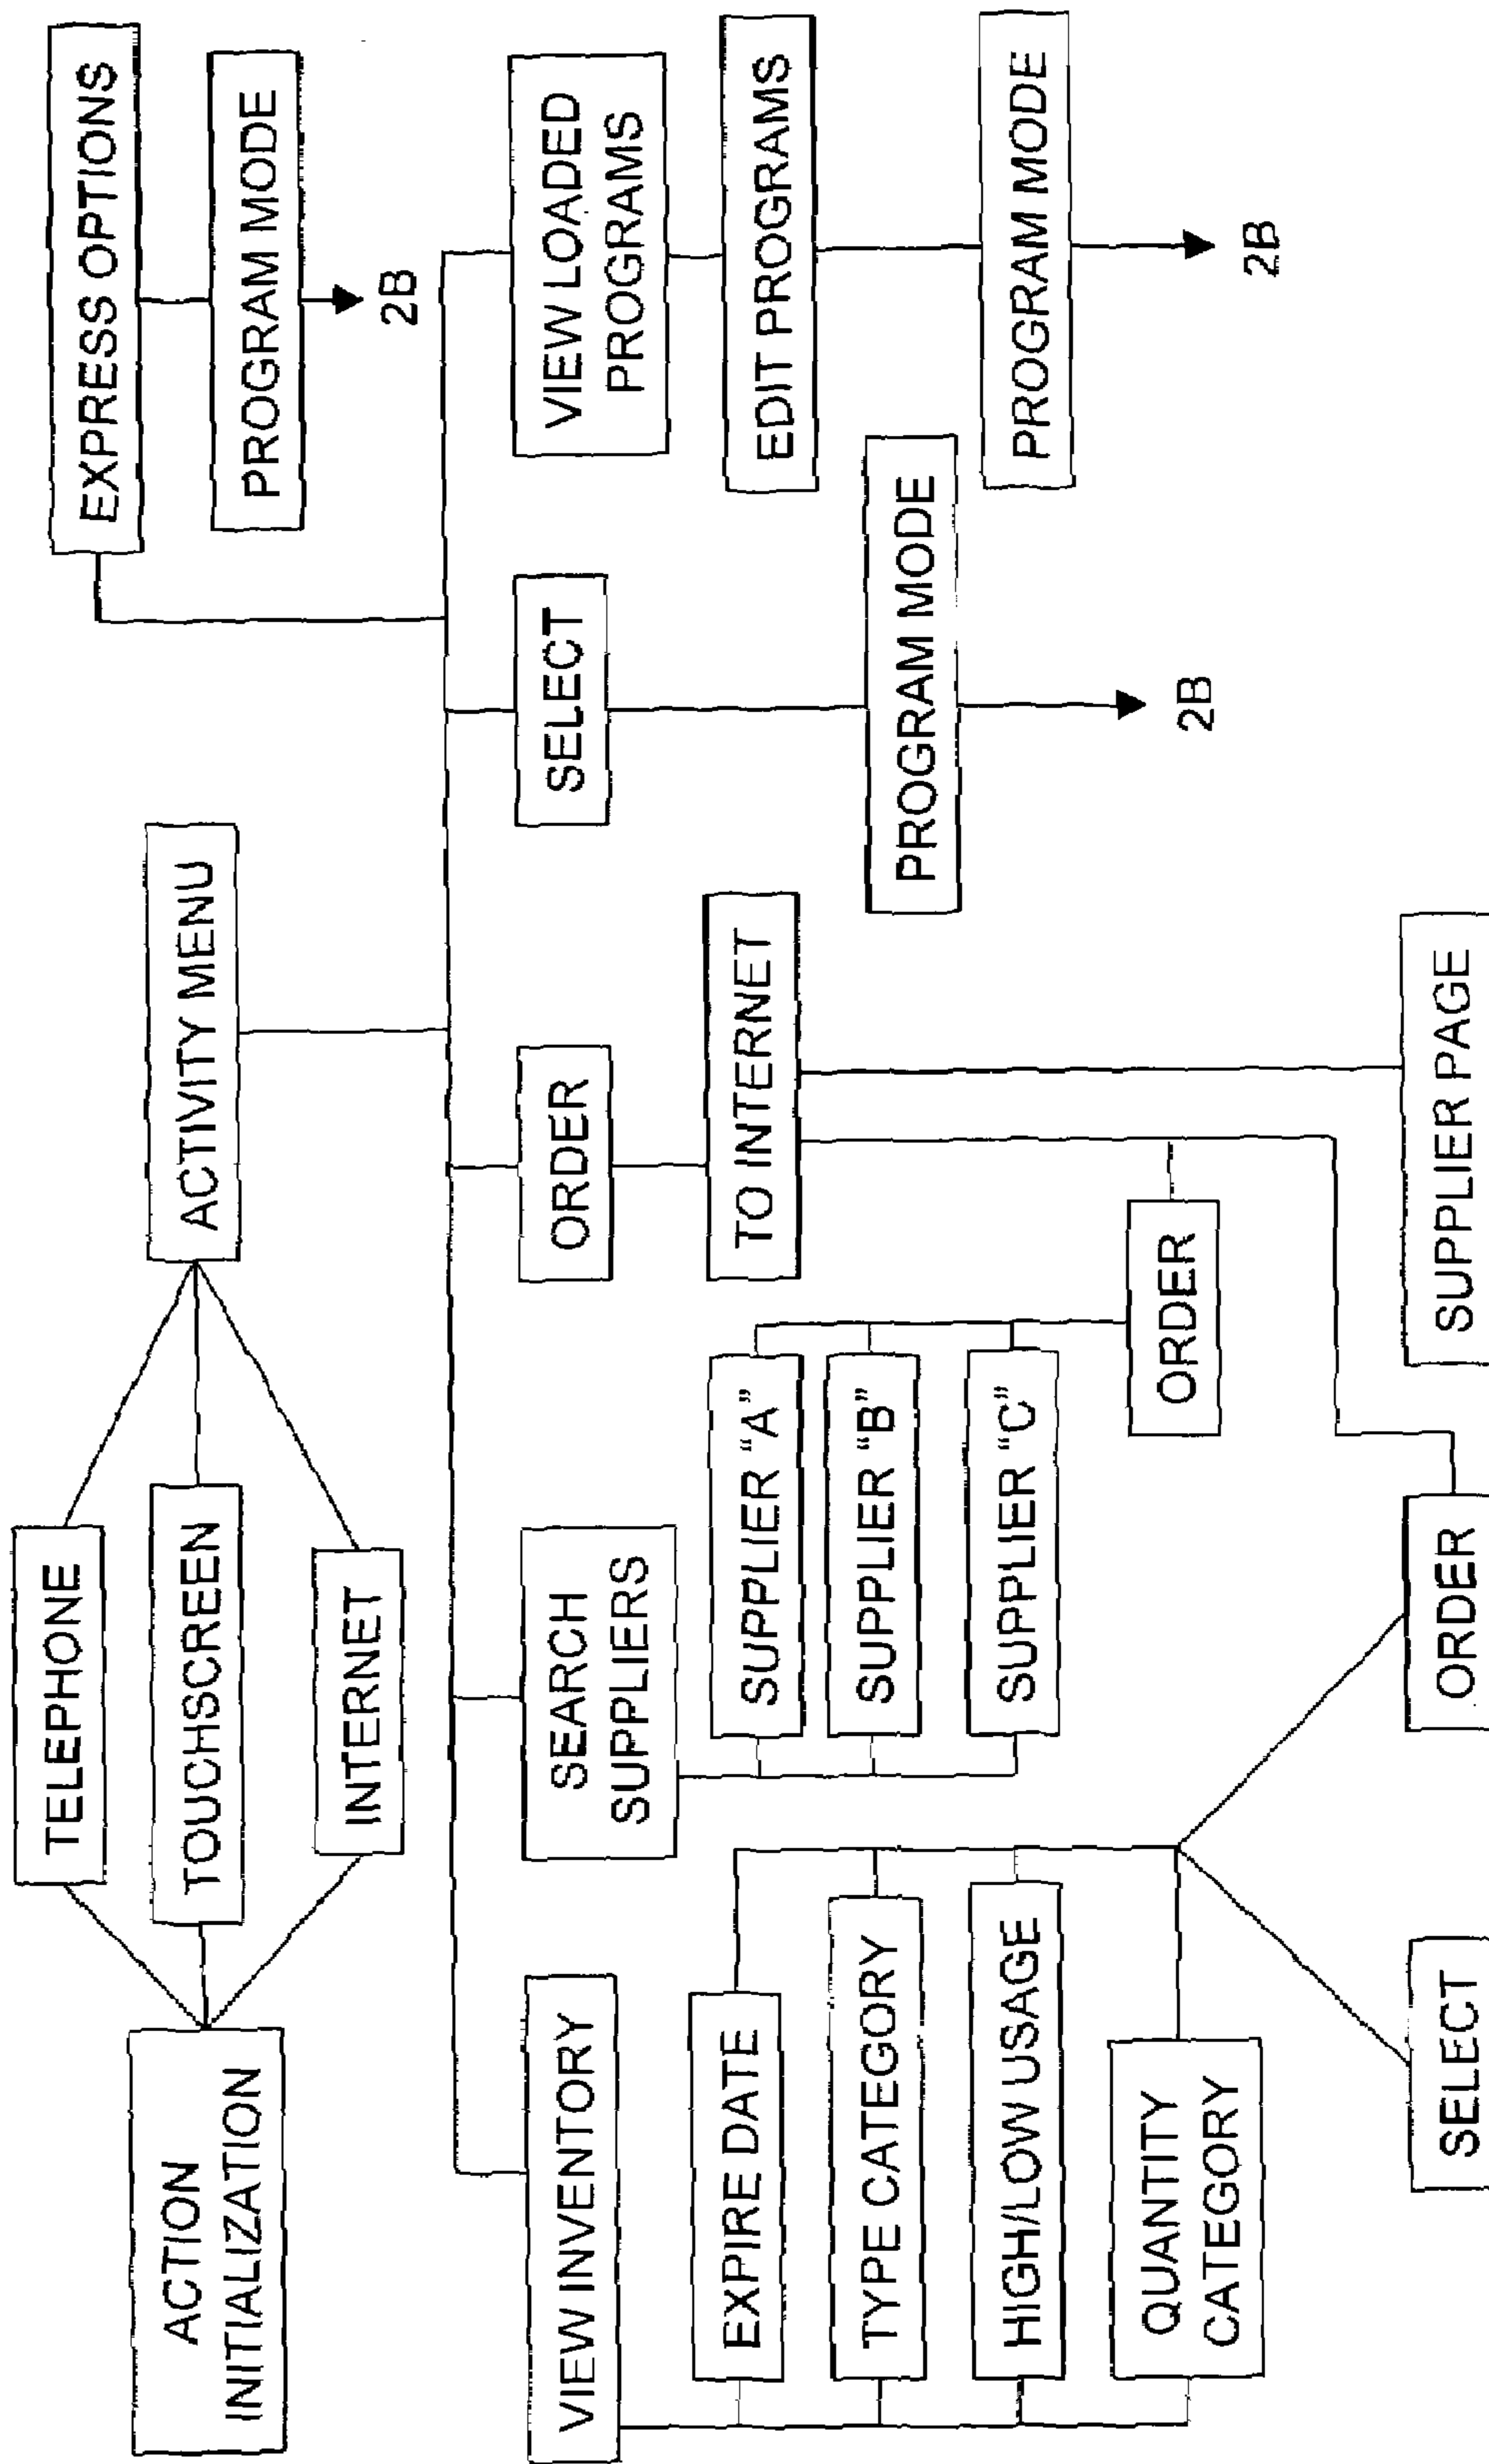 ACTION
INITIALIZATION
TELEPHONE
TOUCHSCREEN
INTERNET
ACTIVITY MENU
EXPRESS OPTIONS
PROGRAM MODE
2B
VIEW INVENTORY
EXPIRE DATE
TYPE CATEGORY
HIGH/LOW USAGE
QUANTITY
CATEGORY
SELECT
ORDER
SEARCH
SUPPLIERS
SUPPLIER “A”
SUPPLIER “B”
SUPPLIER “C”
ORDER
ORDER
TO INTERNET
SUPPLIER PAGE
SELECT
PROGRAM MODE
2B
VIEW LOADED
PROGRAMS
EDIT PROGRAMS
PROGRAM MODE
2B